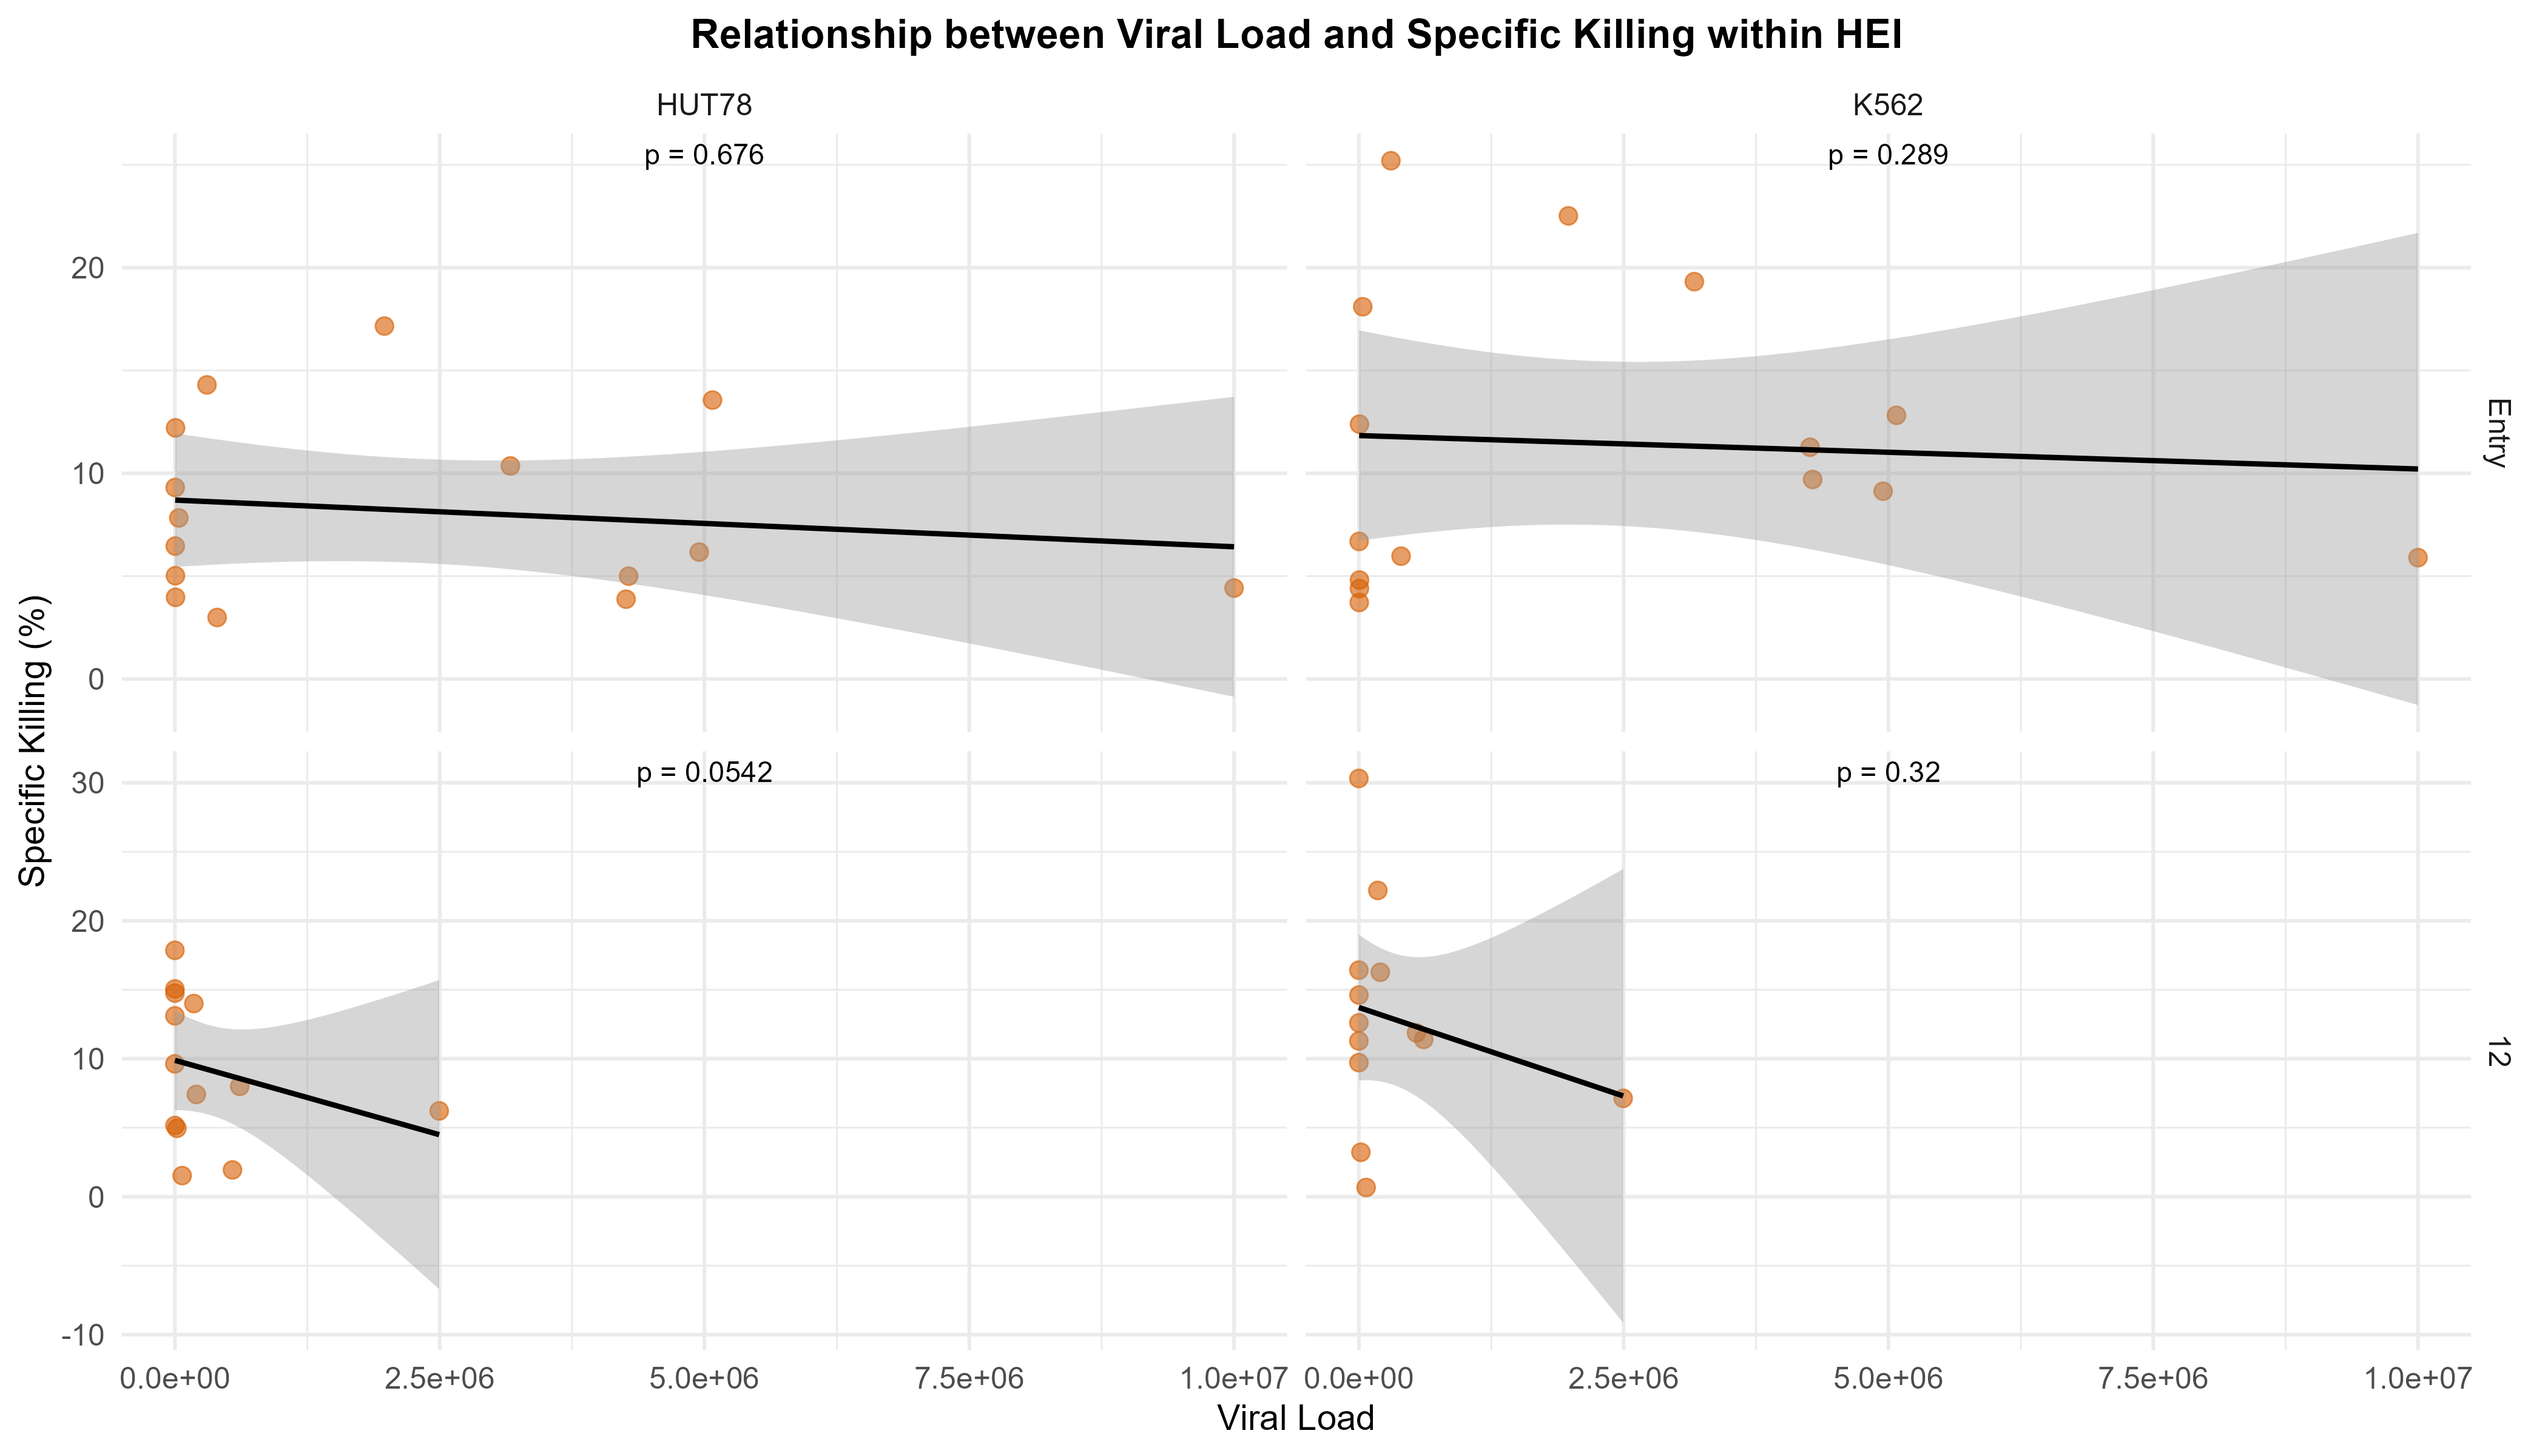 Relationship between Viral Load and Specific Killing within HEI
HUT78
K562
p = 0.676
p = 0.289
20
10
0
Entry
p = 0.0542
p = 0.32
30
20
10
0
-10
12
Specific Killing (%)
0.0e+00 2.5e+06 5.0e+06 7.5e+06 1.0e+07
0.0e+00 2.5e+06 5.0e+06 7.5e+06 1.0e+07
Viral Load